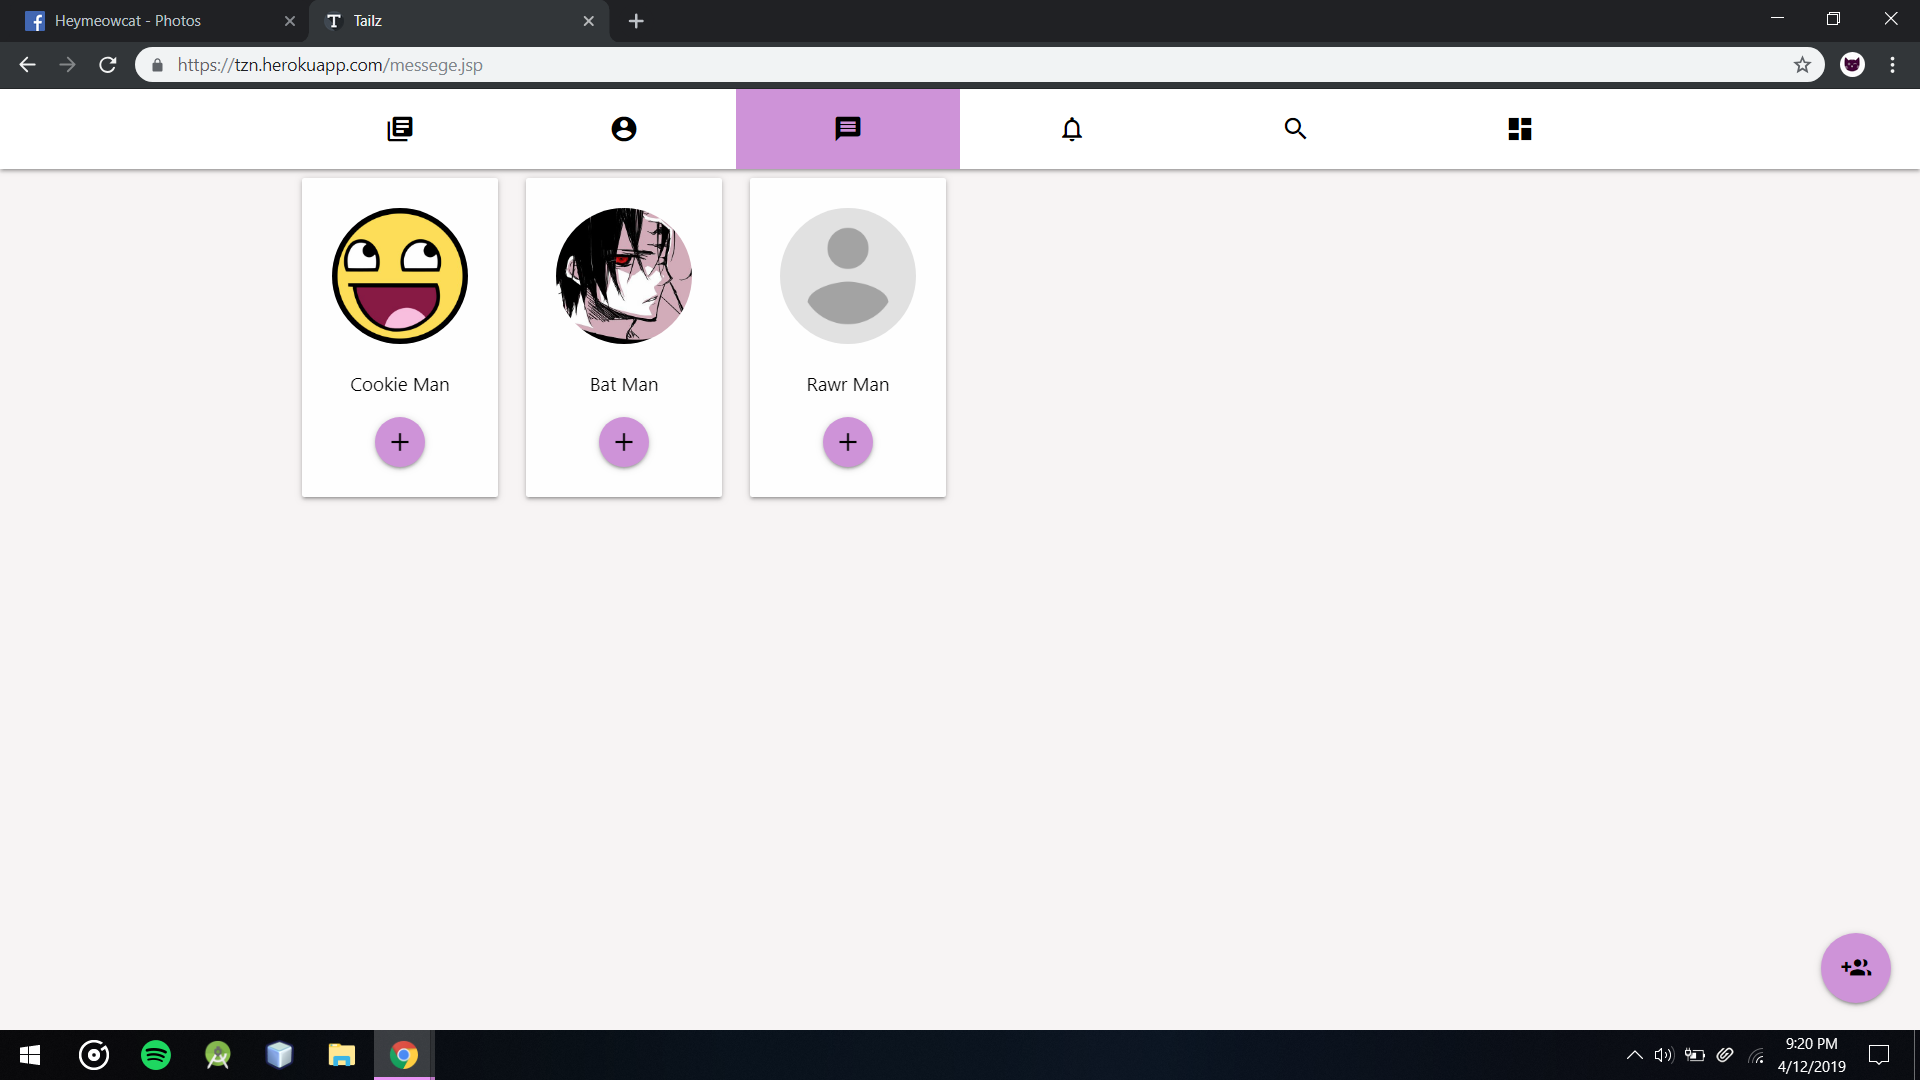 Heymeowcat - Photos
Tailz
https://tzn.herokuapp.com/messege.jsp
Cookie Man
Bat Man
Rawr Man
9:20 PM
4/12/2019